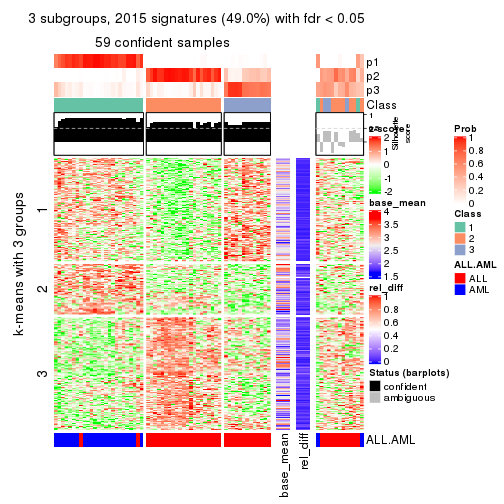 3 subgroups, 2015 signatures (49.0%) with fdr < 0.05
59 confident samples
p1
p2
p3
Class
1
0.5
0
Silhouette
score
z-score
2
1
0
-1
-2
base_mean
4
3.5
3
2.5
2
1.5
rel_diff
1
0.8
0.6
0.4
0.2
0
Status (barplots)
confident
ambiguous
Prob
1
0.8
0.6
0.4
0.2
0
Class
1
2
3
ALL.AML
ALL
AML
k-means with 3 groups
1
2
3
base_mean
rel_diff
ALL.AML